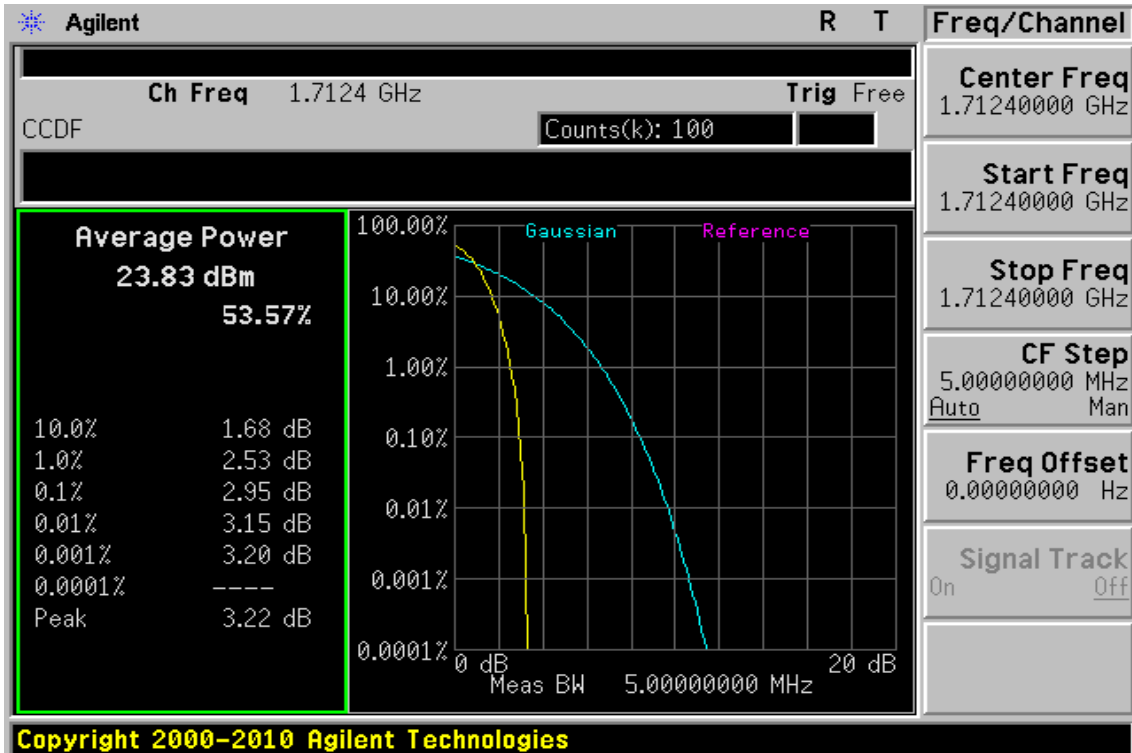 Agilent R T
Freq/Channel
Ch Freq 1.7124 GHz Trig Free
CCDF Counts(k): 100
Average Power
23.83 dBm
53.57%
10.0% 1.68 dB
1.0% 2.53 dB
0.1% 2.95 dB
0.01% 3.15 dB
0.001% 3.20 dB
0.0001% ----
Peak 3.22 dB
Gaussian Reference
100.00%
10.00%
1.00%
0.10%
0.01%
0.001%
0.0001%
0 dB 20 dB
Meas BW 5.00000000 MHz
Center Freq
1.71240000 GHz
Start Freq
1.71240000 GHz
Stop Freq
1.71240000 GHz
CF Step
5.00000000 MHz
Auto Man
Freq Offset
0.00000000 Hz
Signal Track
On Off
Copyright 2000-2010 Agilent Technologies